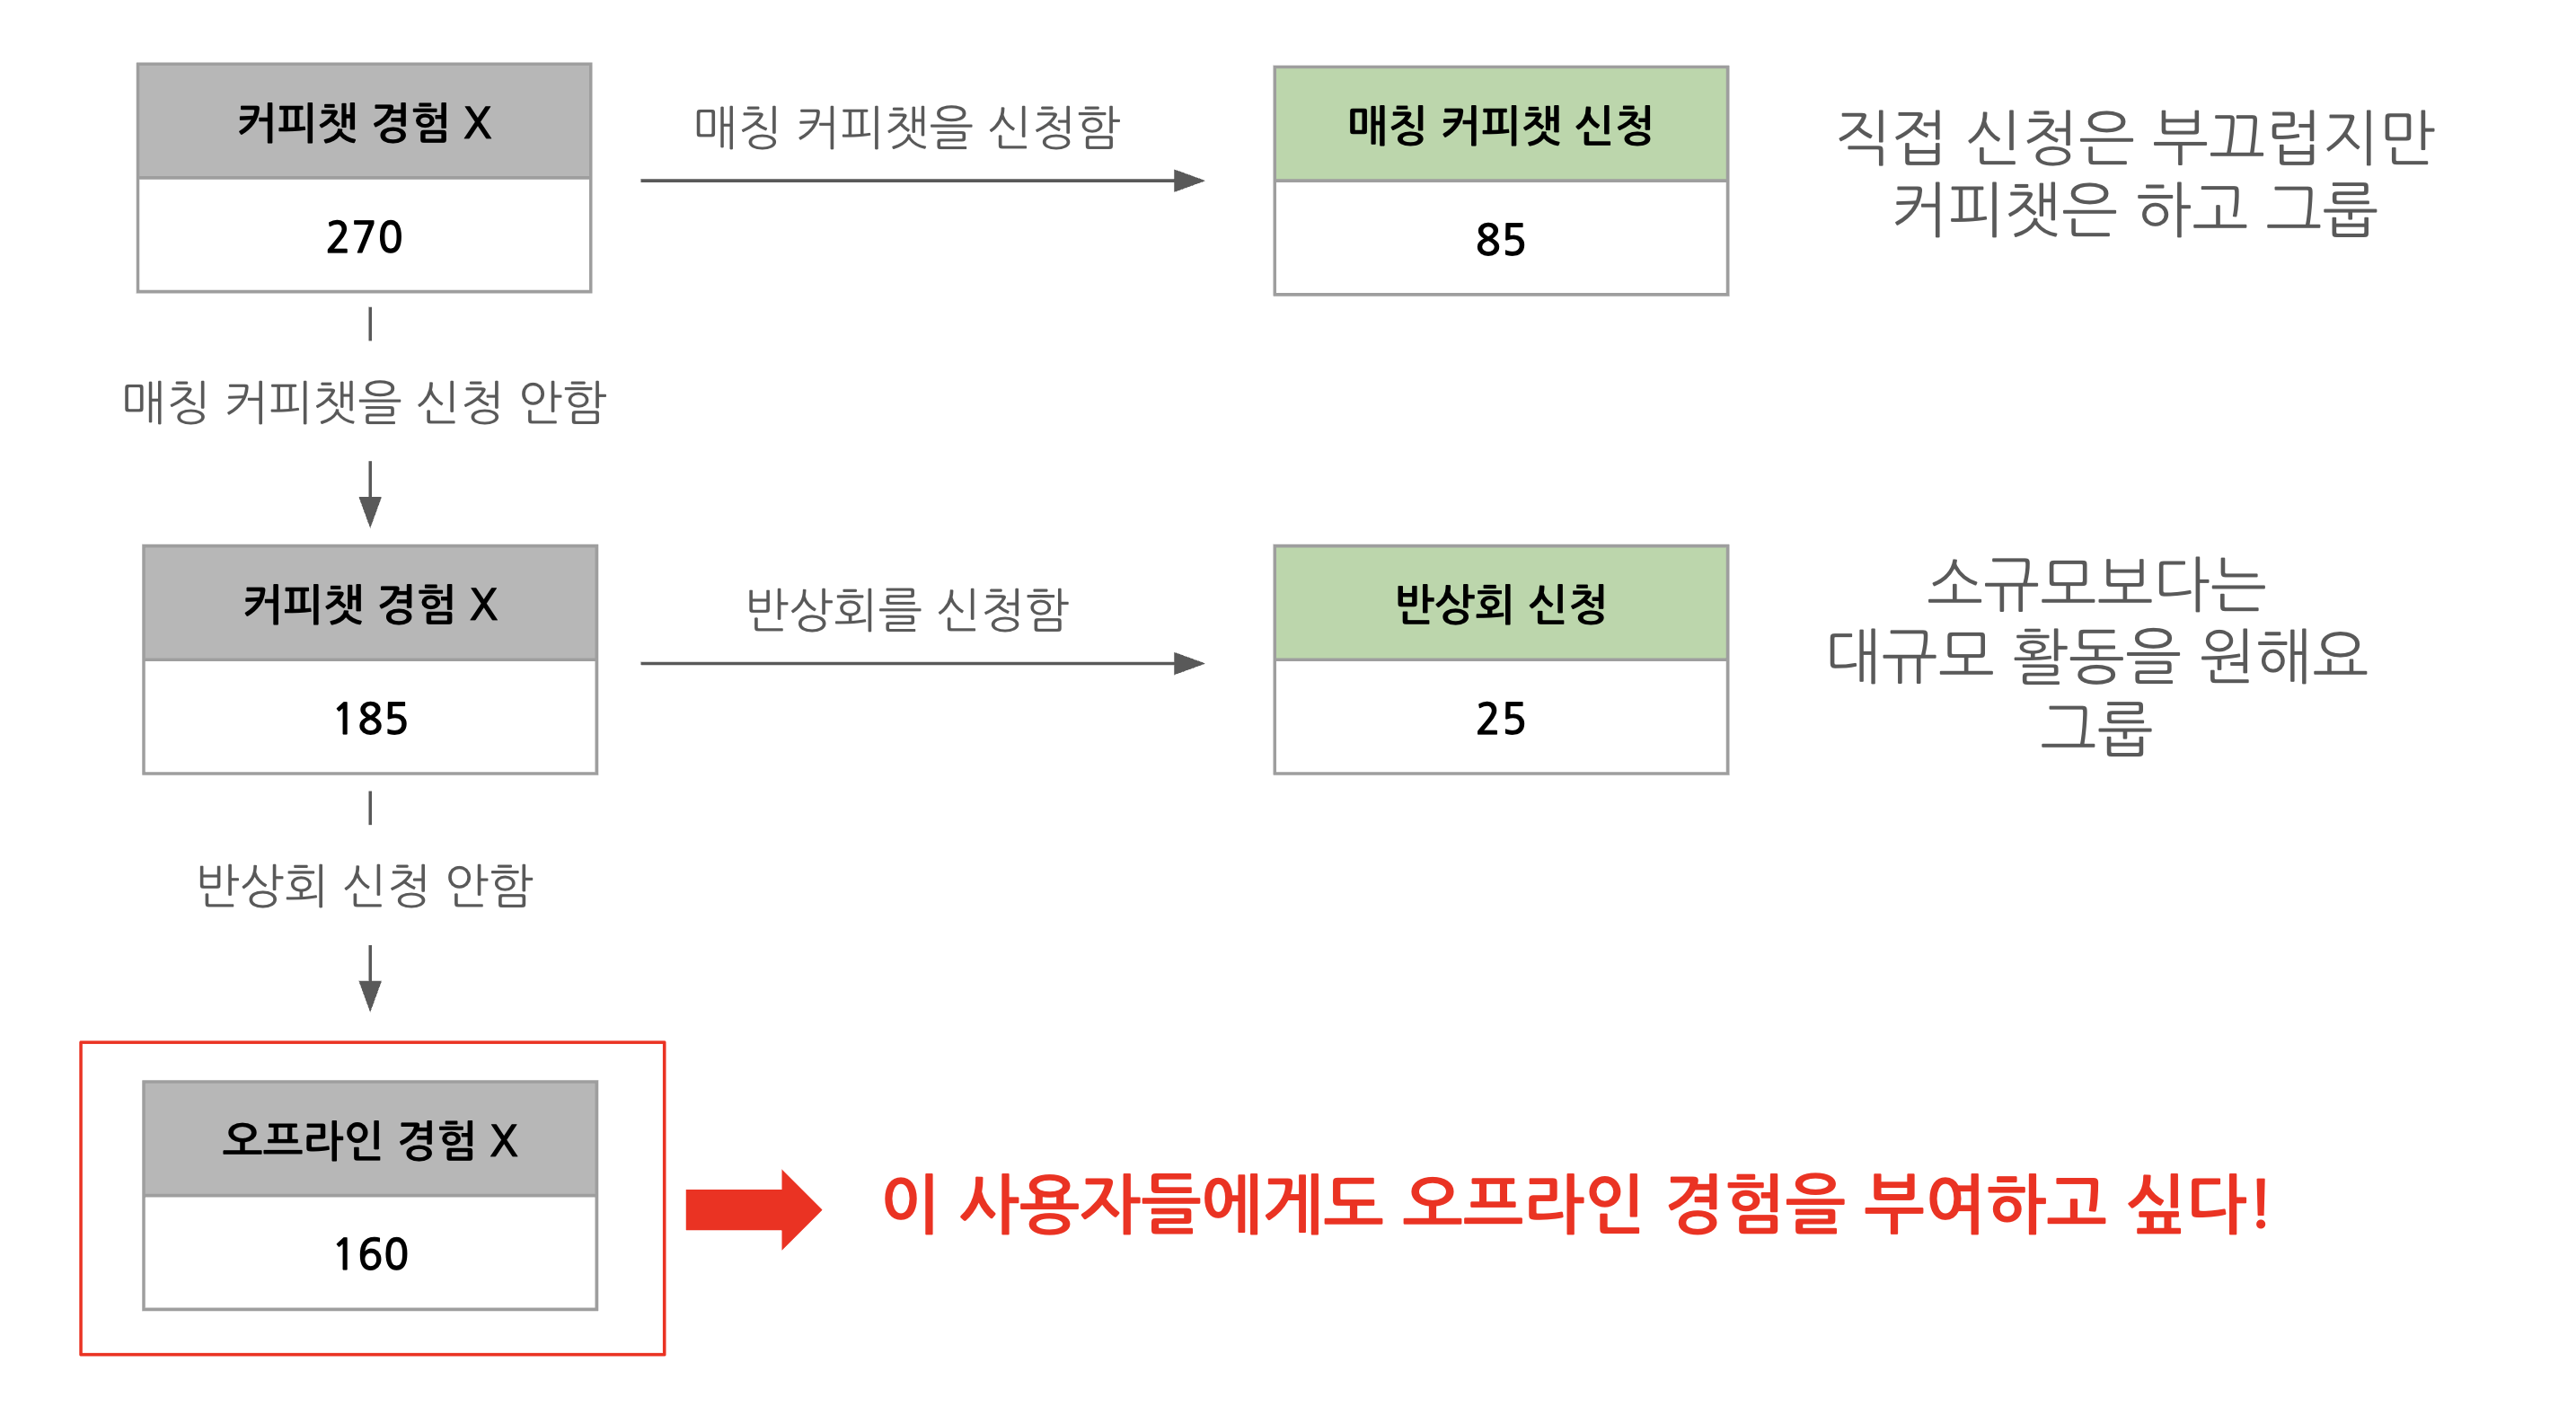 커피챗 경험 X
270
매칭 커피챗을 신청함
매칭 커피챗 신청
85
직접 신청은 부끄럽지만
커피챗은 하고 그룹
매칭 커피챗을 신청 안함
커피챗 경험 X
185
반상회를 신청함
반상회 신청
25
소규모보다는
대규모 활동을 원해요
그룹
반상회 신청 안함
오프라인 경험 X
160
이 사용자들에게도 오프라인 경험을 부여하고 싶다!